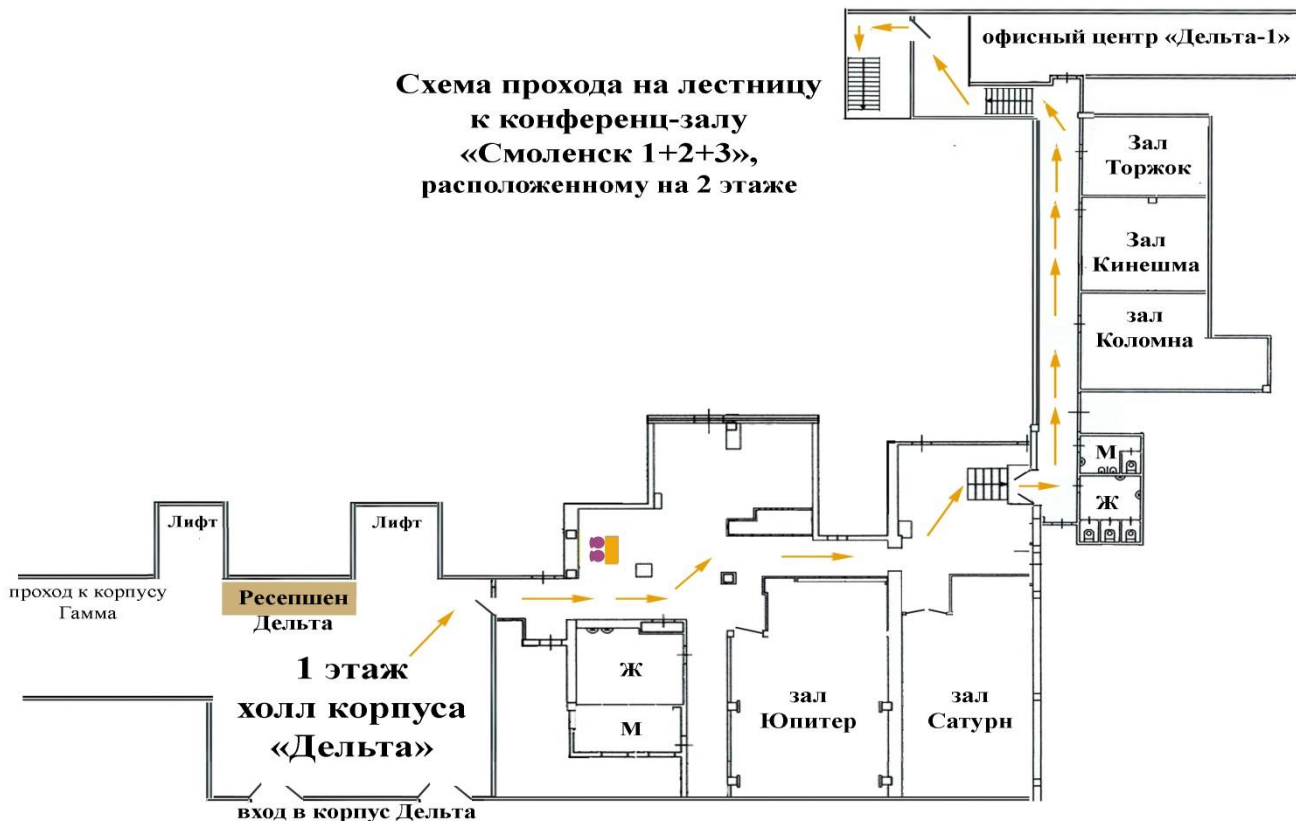 офисный центр «Дельта-1»
Схема прохода на лестницу
к конференц-залу
«Смоленск 1+2+3»,
расположенному на 2 этаже
Зал
Торжок
Зал
Кинешма
зал
Коломна
М
Ж
Лифт
Лифт
проход к корпусу
Гамма
Ресепшен
Дельта
1 этаж
холл корпуса
«Дельта»
Ж
М
зал
Юпитер
зал
Сатурн
вход в корпус Дельта